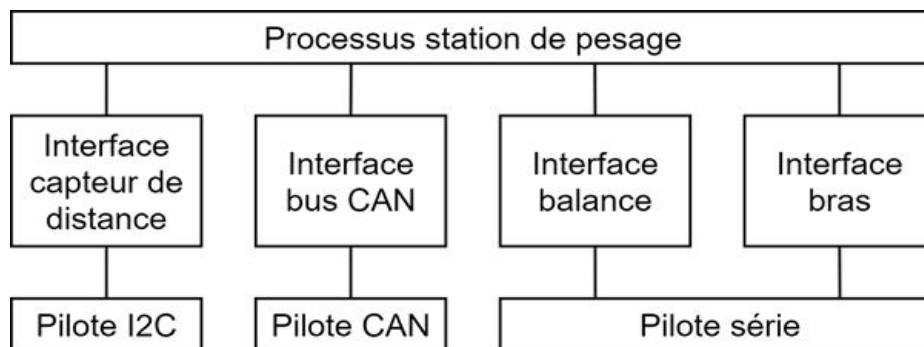 Processus station de pesage
Interface
capteur de
distance
Interface
bus CAN
Interface
balance
Interface
bras
Pilote I2C
Pilote CAN
Pilote série